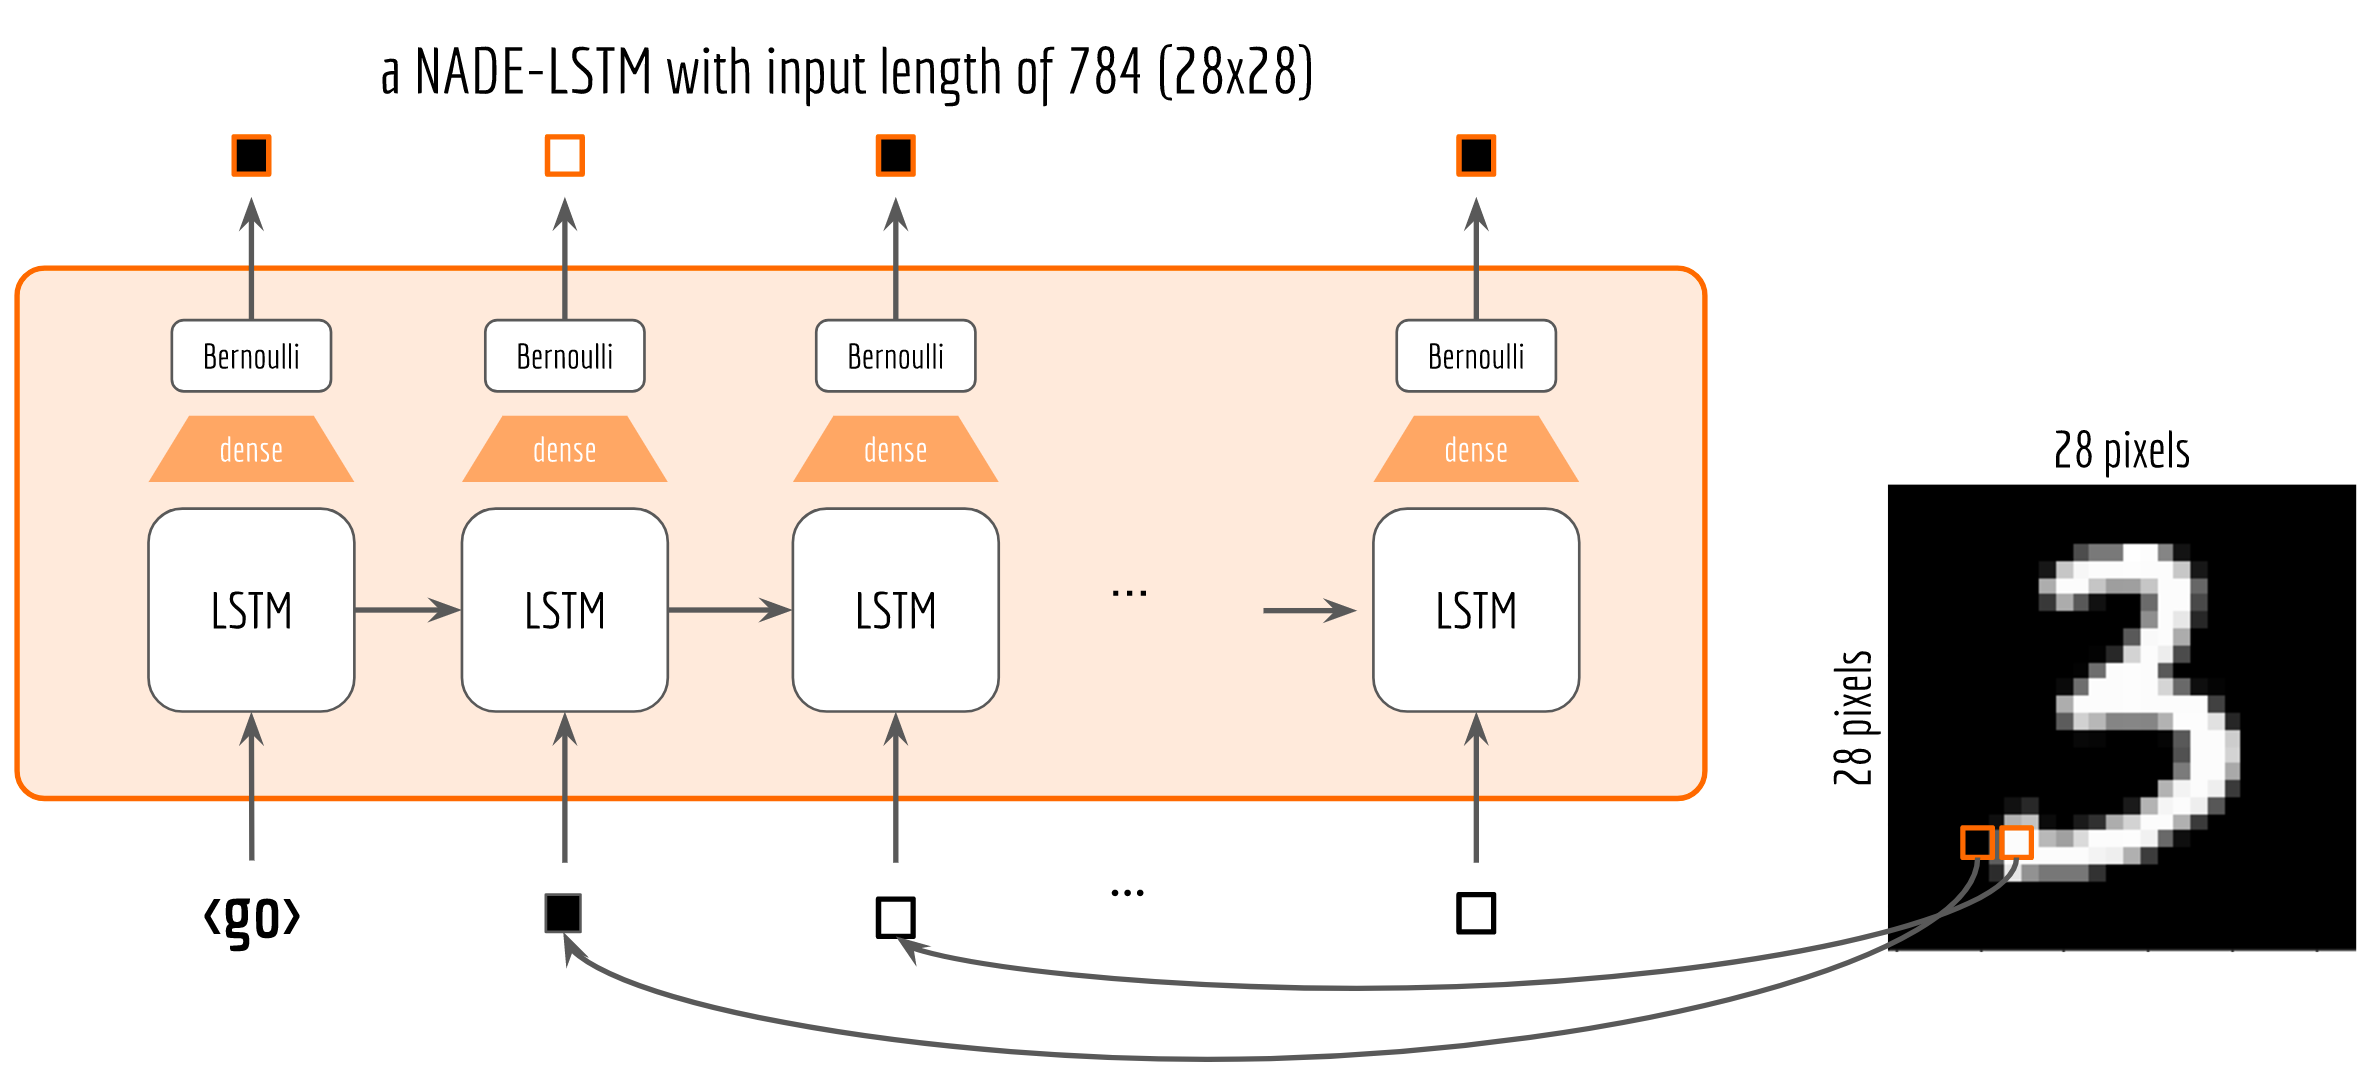 a NADE-LSTM with input length of 784 (28x28)
Bernoulli Bernoulli Bernoulli Bernoulli
dense dense dense dense
LSTM LSTM LSTM ... LSTM
<go> ...
28 pixels
28 pixels